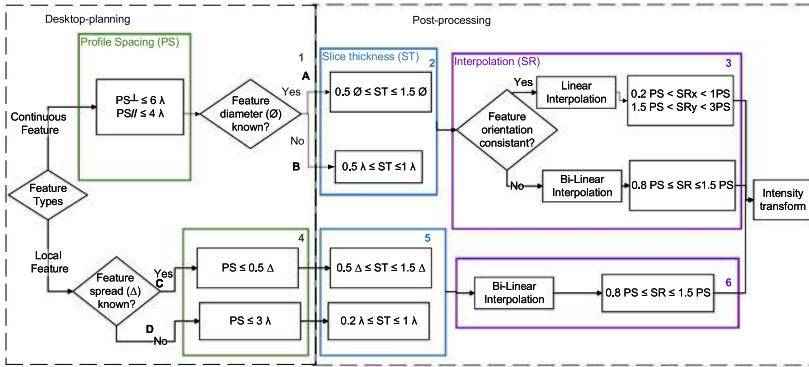 Desktop-planning
Post-processing
Profile Spacing (PS)
1
PS⊥ ≤ 6 λ
PS// ≤ 4 λ
Continuous
Feature
Feature
Types
Local
Feature
Feature
diameter (Ø)
known?
A
Yes
No
B
Slice thickness (ST)
2
0.5 Ø ≤ ST ≤ 1.5 Ø
0.5 λ ≤ ST ≤1 λ
Interpolation (SR)
3
Feature
orientation
consistant?
Yes
Linear
Interpolation
0.2 PS < SRx < 1PS
1.5 PS < SRy < 3PS
No
Bi-Linear
Interpolation
0.8 PS ≤ SR ≤1.5 PS
Intensity
transform
Feature
spread (Δ)
known?
Yes
C
D
No
4
PS ≤ 0.5 Δ
PS ≤ 3 λ
5
0.5 Δ ≤ ST ≤ 1.5 Δ
0.2 λ ≤ ST ≤ 1 λ
6
Bi-Linear
Interpolation
0.8 PS ≤ SR ≤ 1.5 PS